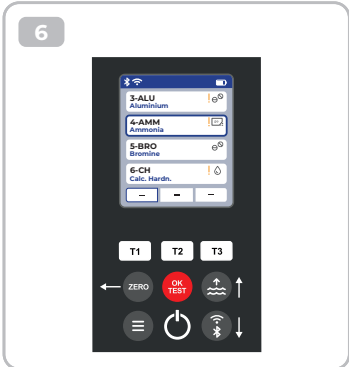 6
3-ALU
Aluminium
4-AMM
Ammonia
5-BRO
Bromine
6-CH
Calc. Hardn.
T1 T2 T3
ZERO OK TEST